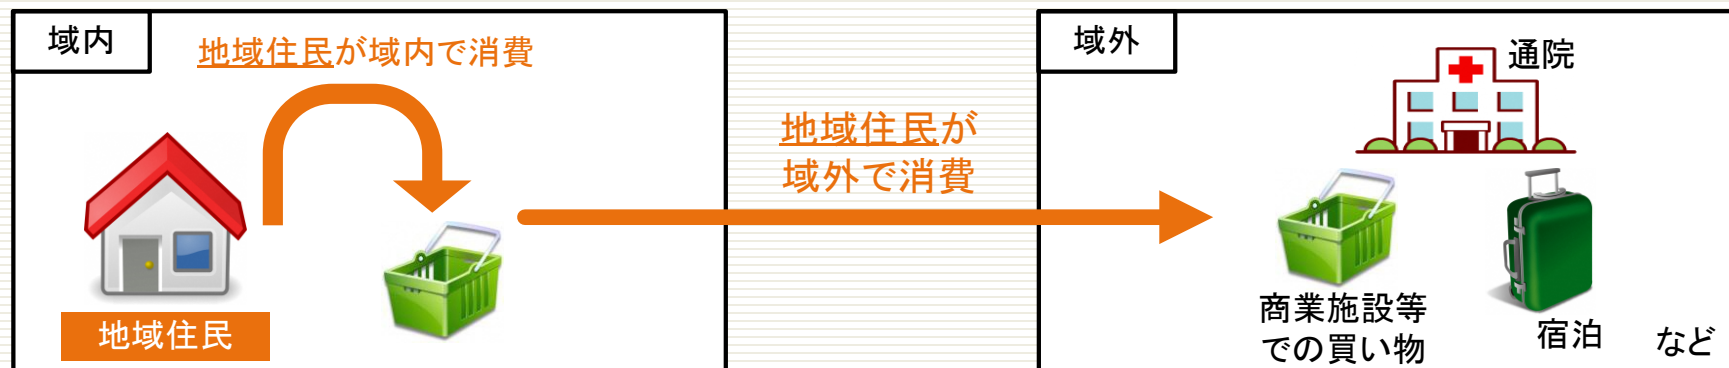 域内
地域住民が域内で消費
地域住民
地域住民が
域外で消費
域外
通院
商業施設等
での買い物
宿泊
など